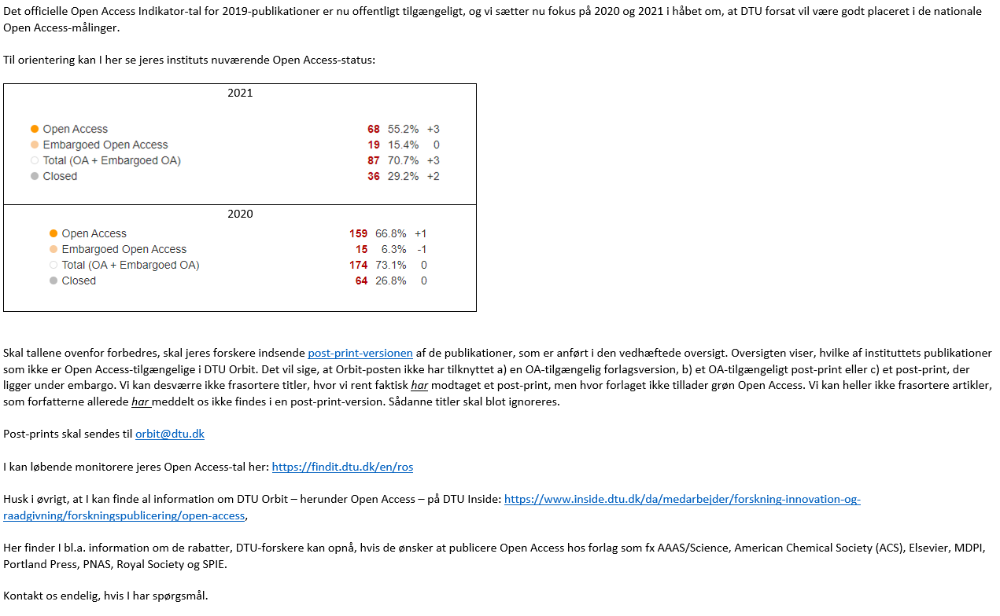 Det officielle Open Access Indikator-tal for 2019-publikationer er nu offentligt tilgængeligt, og vi sætter nu fokus på 2020 og 2021 i håbet om, at DTU forsat vil være godt placeret i de nationale
Open Access-målinger.
Til orientering kan I her se jeres instituts nuværende Open Access-status:
2021
Open Access 68 55.2% +3
Embargoed Open Access 19 15.4% 0
Total (OA + Embargoed OA) 87 70.7% +3
Closed 36 29.2% +2
2020
Open Access 159 66.8% +1
Embargoed Open Access 15 6.3% -1
Total (OA + Embargoed OA) 174 73.1% 0
Closed 64 26.8% 0
Skal tallene ovenfor forbedres, skal jeres forskere indsende post-print-versionen af de publikationer, som er anført i den vedhæftede oversigt. Oversigten viser, hvilke af instituttets publikationer
som ikke er Open Access-tilgængelige i DTU Orbit. Det vil sige, at Orbit-posten ikke har tilknyttet a) en OA-tilgængelig forlagsversion, b) et OA-tilgængeligt post-print eller c) et post-print, der
ligger under embargo. Vi kan desværre ikke frasortere titler, hvor vi rent faktisk har modtaget et post-print, men hvor forlaget ikke tillader grøn Open Access. Vi kan heller ikke frasortere artikler,
som forfatterne allerede har meddelt os ikke findes i en post-print-version. Sådanne titler skal blot ignoreres.
Post-prints skal sendes til orbit@dtu.dk
I kan løbende monitorere jeres Open Access-tal her: https://findit.dtu.dk/en/ros
Husk i øvrigt, at I kan finde al information om DTU Orbit – herunder Open Access – på DTU Inside: https://www.inside.dtu.dk/da/medarbejder/forskning-innovation-og-
raadgivning/forskningspublicering/open-access,
Her finder I bl.a. information om de rabatter, DTU-forskere kan opnå, hvis de ønsker at publicere Open Access hos forlag som fx AAAS/Science, American Chemical Society (ACS), Elsevier, MDPI,
Portland Press, PNAS, Royal Society og SPIE.
Kontakt os endelig, hvis I har spørgsmål.